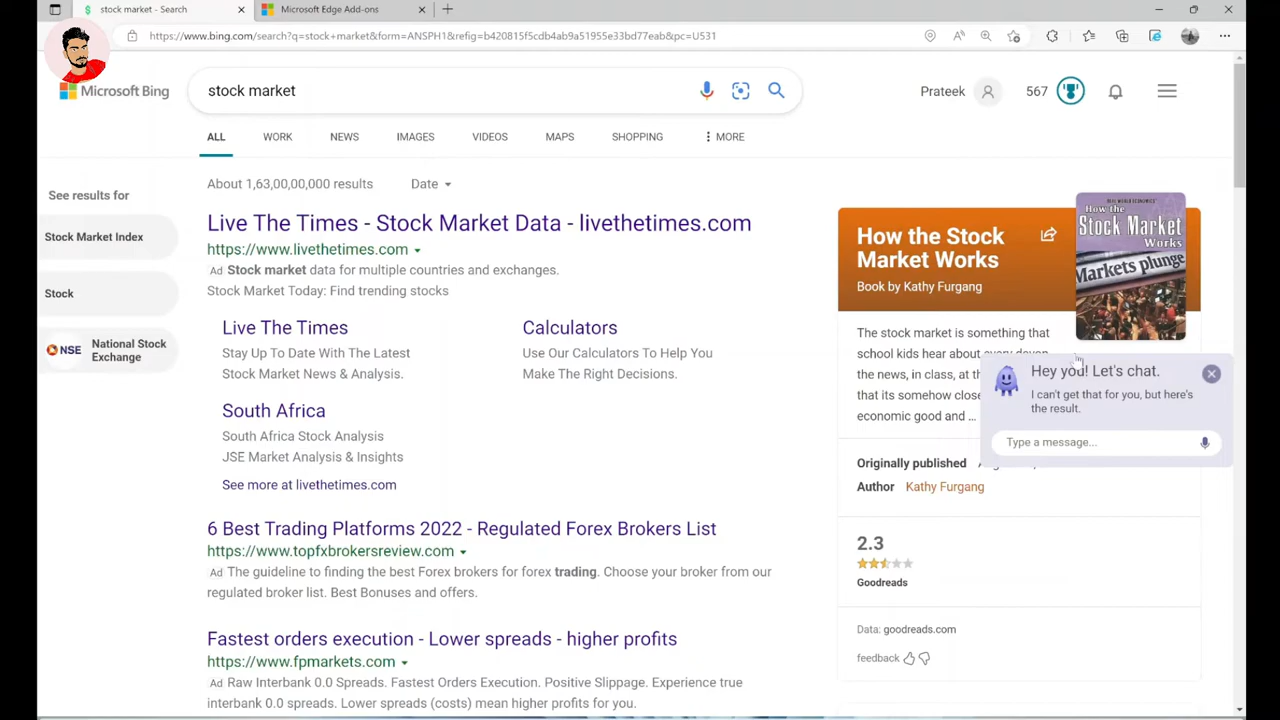 stock market - Search
Microsoft Edge Add-ons
https://www.bing.com/search?q=stock+market&form=ANSPH1&refig=b420815f5cdb4ab9a51955e33bd77eab&pc=U531
Microsoft Bing
stock market
Prateek
567
ALL
WORK
NEWS
IMAGES
VIDEOS
MAPS
SHOPPING
MORE
See results for
Stock Market Index
Stock
NSE
National Stock
Exchange
About 1,63,00,00,000 results
Date
Live The Times - Stock Market Data - livethetimes.com
https://www.livethetimes.com
Ad Stock market data for multiple countries and exchanges.
Stock Market Today: Find trending stocks
Live The Times
Stay Up To Date With The Latest
Stock Market News & Analysis.
Calculators
Use Our Calculators To Help You
Make The Right Decisions.
South Africa
South Africa Stock Analysis
JSE Market Analysis & Insights
See more at livethetimes.com
6 Best Trading Platforms 2022 - Regulated Forex Brokers List
https://www.topfxbrokersreview.com
Ad The guideline to finding the best Forex brokers for forex trading. Choose your broker from our
regulated broker list. Best Bonuses and offers.
Fastest orders execution - Lower spreads - higher profits
https://www.fpmarkets.com
Ad Raw Interbank 0.0 Spreads. Fastest Orders Execution. Positive Slippage. Experience true
interbank 0.0 spreads. Lower spreads (costs) mean higher profits for you.
How the Stock
Market Works
Book by Kathy Furgang
How the
Stock Market
Works
Markets plunge
The stock market is something that
school kids hear about
the news, in class, at
that its somehow
economic good and ...
Hey you! Let's chat.
I can't get that for you, but here's
the result.
Type a message...
Originally published
Author Kathy Furgang
2.3
Goodreads
Data: goodreads.com
feedback